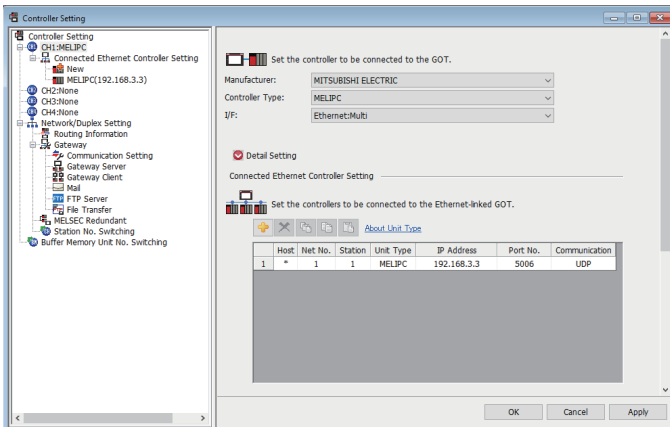 Controller Setting
Controller Setting
CH1:MELIPC
Connected Ethernet Controller Setting
New
MELIPC(192.168.3.3)
CH2:None
CH3:None
CH4:None
Network/Duplex Setting
Routing Information
Gateway
Communication Setting
Gateway Server
Gateway Client
Mail
FTP Server
File Transfer
MELSEC Redundant
Station No. Switching
Buffer Memory Unit No. Switching
Set the controller to be connected to the GOT.
Manufacturer: MITSUBISHI ELECTRIC
Controller Type: MELIPC
I/F: Ethernet:Multi
Detail Setting
Connected Ethernet Controller Setting
Set the controllers to be connected to the Ethernet-linked GOT.
About Unit Type
Host Net No. Station Unit Type IP Address Port No. Communication
1 * 1 1 MELIPC 192.168.3.3 5006 UDP
OK Cancel Apply